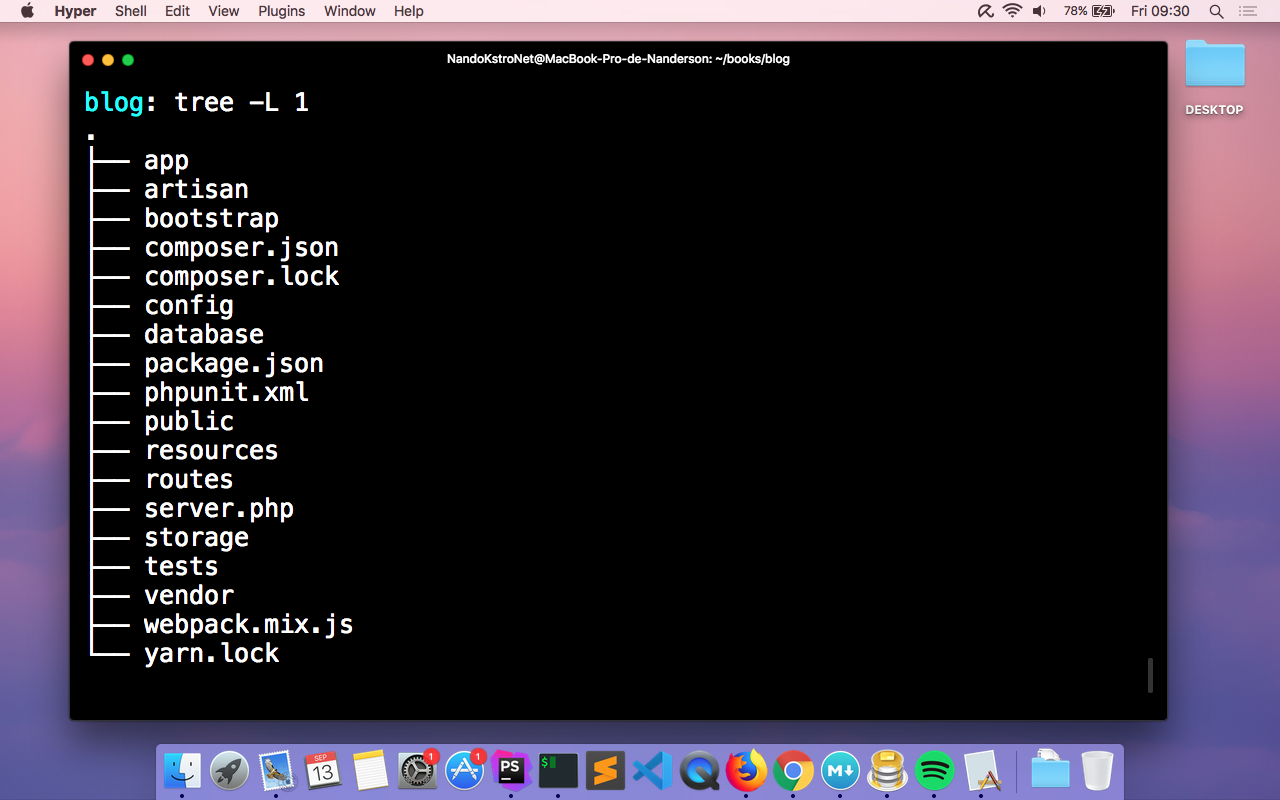 Hyper Shell Edit View Plugins Window Help 78% Fri 09:30
NandoKstroNet@MacBook-Pro-de-Nanderson: ~/books/blog
DESKTOP
blog: tree -L 1
.
├── app
├── artisan
├── bootstrap
├── composer.json
├── composer.lock
├── config
├── database
├── package.json
├── phpunit.xml
├── public
├── resources
├── routes
├── server.php
├── storage
├── tests
├── vendor
├── webpack.mix.js
└── yarn.lock
SEP
13
1
1
PS
$
M